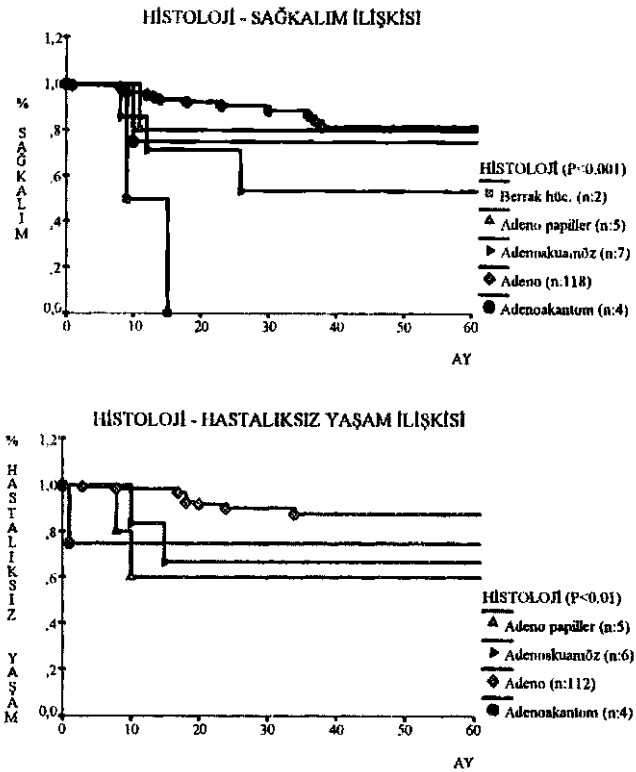 HİSTOLOJİ - SAĞKALIM İLİŞKİSİ
% SAĞKALIM
1,2
1,0
,8
,6
,4
,2
0,0
0 10 20 30 40 50 60
AY
HİSTOLOJİ (P<0.001)
Berrak hüc. (n:2)
Adeno papiller (n:5)
Adenoskuamöz (n:7)
Adeno (n:118)
Adenoakantom (n:4)
HİSTOLOJİ - HASTALIKSIZ YAŞAM İLİŞKİSİ
% HASTALIKSIZ YAŞAM
1,2
1,0
,8
,6
,4
,2
0,0
0 10 20 30 40 50 60
AY
HİSTOLOJİ (P<0.01)
Adeno papiller (n:5)
Adenoskuamöz (n:6)
Adeno (n:112)
Adenoakantom (n:4)